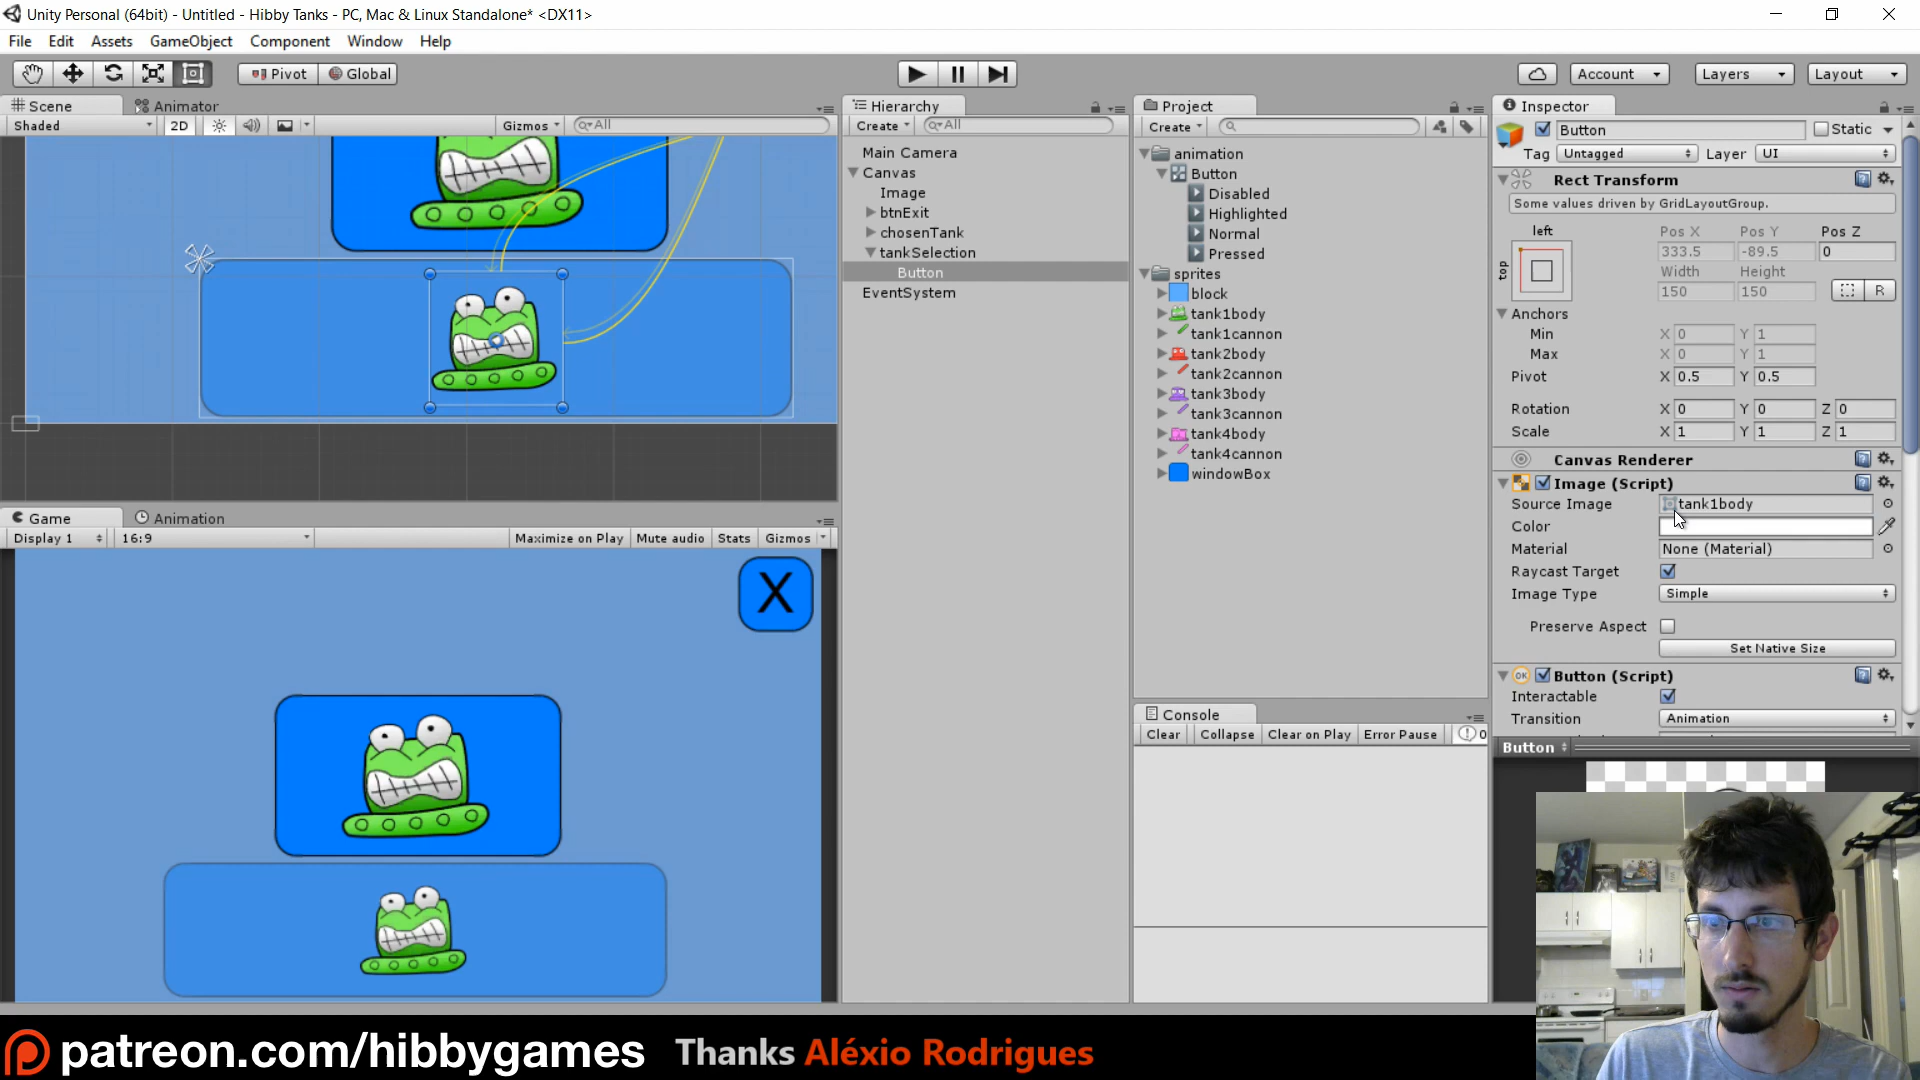 Unity Personal (64bit) - Untitled - Hibby Tanks - PC, Mac & Linux Standalone* <DX11>
File Edit Assets GameObject Component Window Help
Pivot Global Account Layers Layout
Scene Animator
Shaded 2D Gizmos All
Hierarchy
Create All
Main Camera
Canvas
Image
btnExit
chosenTank
tankSelection
Button
EventSystem
Project
Create
animation
Button
Disabled
Highlighted
Normal
Pressed
sprites
block
tank1body
tank1cannon
tank2body
tank2cannon
tank3body
tank3cannon
tank4body
tank4cannon
windowBox
Inspector
Button Static
Tag Untagged Layer UI
Rect Transform
Some values driven by GridLayoutGroup.
left Pos X Pos Y Pos Z
top 333.5 -89.5 0
Width Height
150 150 R
Anchors
Min X 0 Y 1
Max X 0 Y 1
Pivot X 0.5 Y 0.5
Rotation X 0 Y 0 Z 0
Scale X 1 Y 1 Z 1
Canvas Renderer
Image (Script)
Source Image tank1body
Color
Material None (Material)
Raycast Target
Image Type Simple
Preserve Aspect
Set Native Size
OK Button (Script)
Interactable
Transition Animation
Button
Game Animation
Display 1 16:9 Maximize on Play Mute audio Stats Gizmos
X
Console
Clear Collapse Clear on Play Error Pause 0
patreon.com/hibbygames Thanks Aléxio Rodrigues